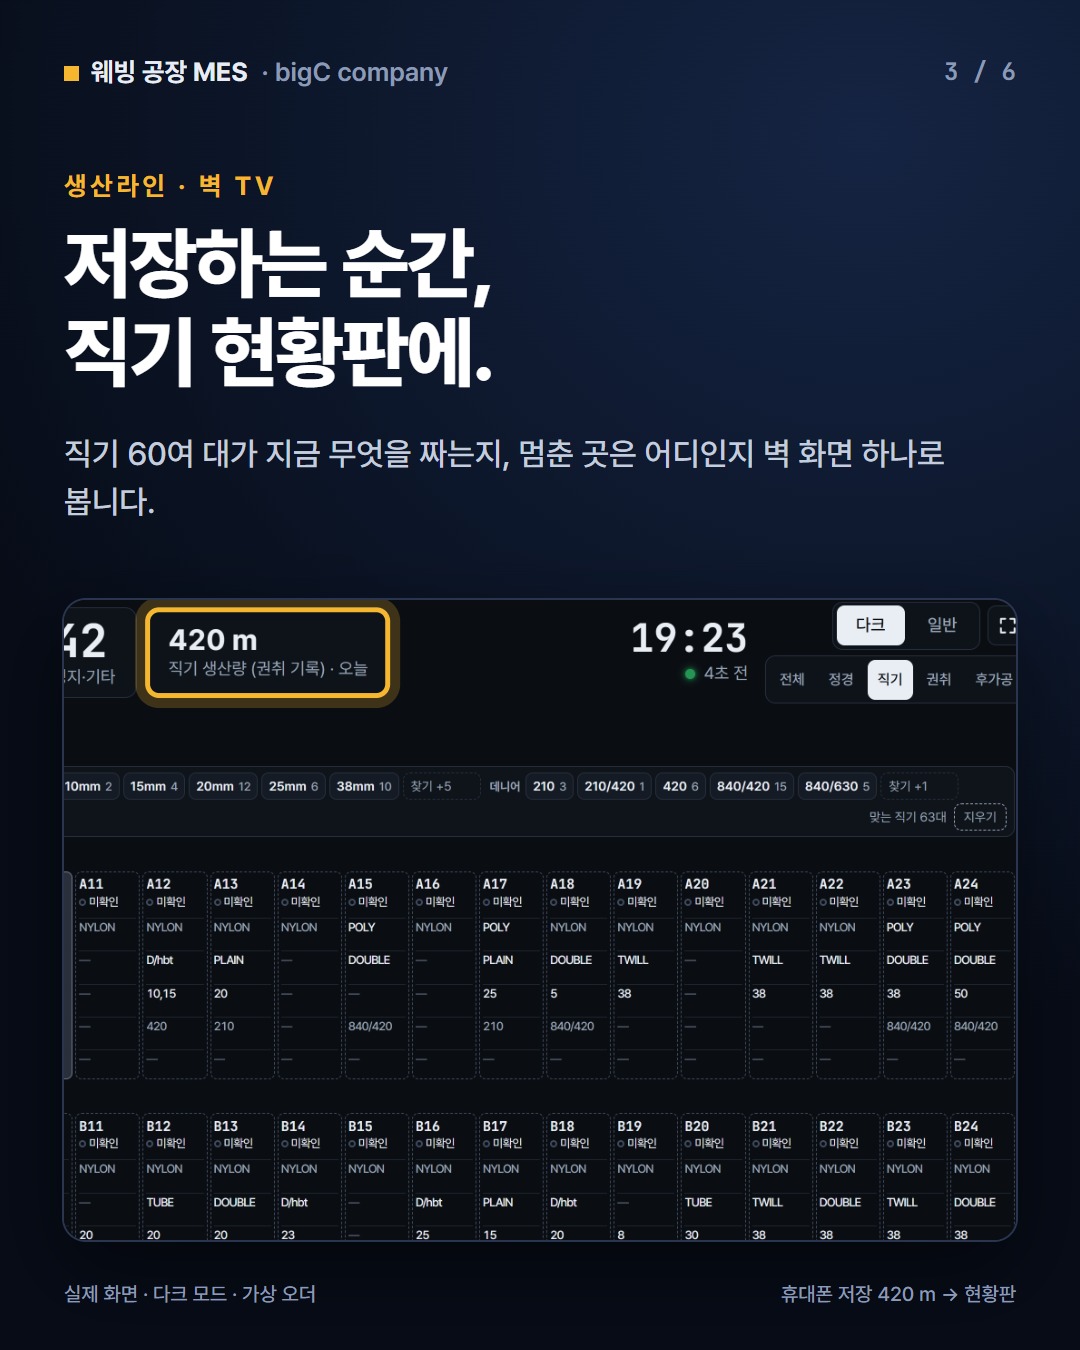 웨빙 공장 MES · bigC company
3 / 6
생산라인 · 벽 TV
저장하는 순간,
직기 현황판에.
직기 60여 대가 지금 무엇을 짜는지, 멈춘 곳은 어디인지 벽 화면 하나로
봅니다.
42
지·기타
420 m
직기 생산량 (권취 기록) · 오늘
19:23
4초 전
다크 일반
전체 정경 직기 권취 후가공
10mm 2 15mm 4 20mm 12 25mm 6 38mm 10 찾기 +5 데니어 210 3 210/420 1 420 6 840/420 15 840/630 5 찾기 +1
맞는 직기 63대 지우기
A11 A12 A13 A14 A15 A16 A17 A18 A19 A20 A21 A22 A23 A24
미확인 미확인 미확인 미확인 미확인 미확인 미확인 미확인 미확인 미확인 미확인 미확인 미확인 미확인
NYLON NYLON NYLON NYLON POLY NYLON POLY NYLON NYLON NYLON NYLON NYLON POLY POLY
— D/hbt PLAIN — DOUBLE — PLAIN DOUBLE TWILL — TWILL TWILL DOUBLE DOUBLE
— 10,15 20 — — — 25 5 38 — 38 38 38 50
— 420 210 — 840/420 — 210 840/420 — — — — 840/420 840/420
— — — — — — — — — — — — — —
B11 B12 B13 B14 B15 B16 B17 B18 B19 B20 B21 B22 B23 B24
미확인 미확인 미확인 미확인 미확인 미확인 미확인 미확인 미확인 미확인 미확인 미확인 미확인 미확인
NYLON NYLON NYLON NYLON NYLON NYLON NYLON NYLON NYLON NYLON NYLON NYLON NYLON NYLON
— TUBE DOUBLE D/hbt — D/hbt PLAIN D/hbt — TUBE TWILL DOUBLE TWILL DOUBLE
20 20 20 23 — 25 15 20 8 30 38 38 38 38
실제 화면 · 다크 모드 · 가상 오더
휴대폰 저장 420 m → 현황판